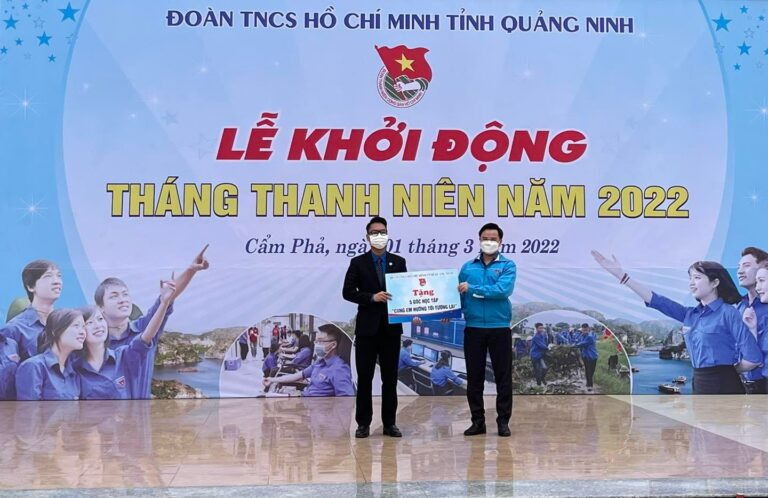 ĐOÀN TNCS HỒ CHÍ MINH TỈNH QUẢNG NINH
LỄ KHỞI ĐỘNG
THÁNG THANH NIÊN NĂM 2022
Cẩm Phả, ngày 01 tháng 3 năm 2022
Tặng
5 GÓC HỌC TẬP
"CÙNG EM HƯỚNG TỚI TƯƠNG LAI"